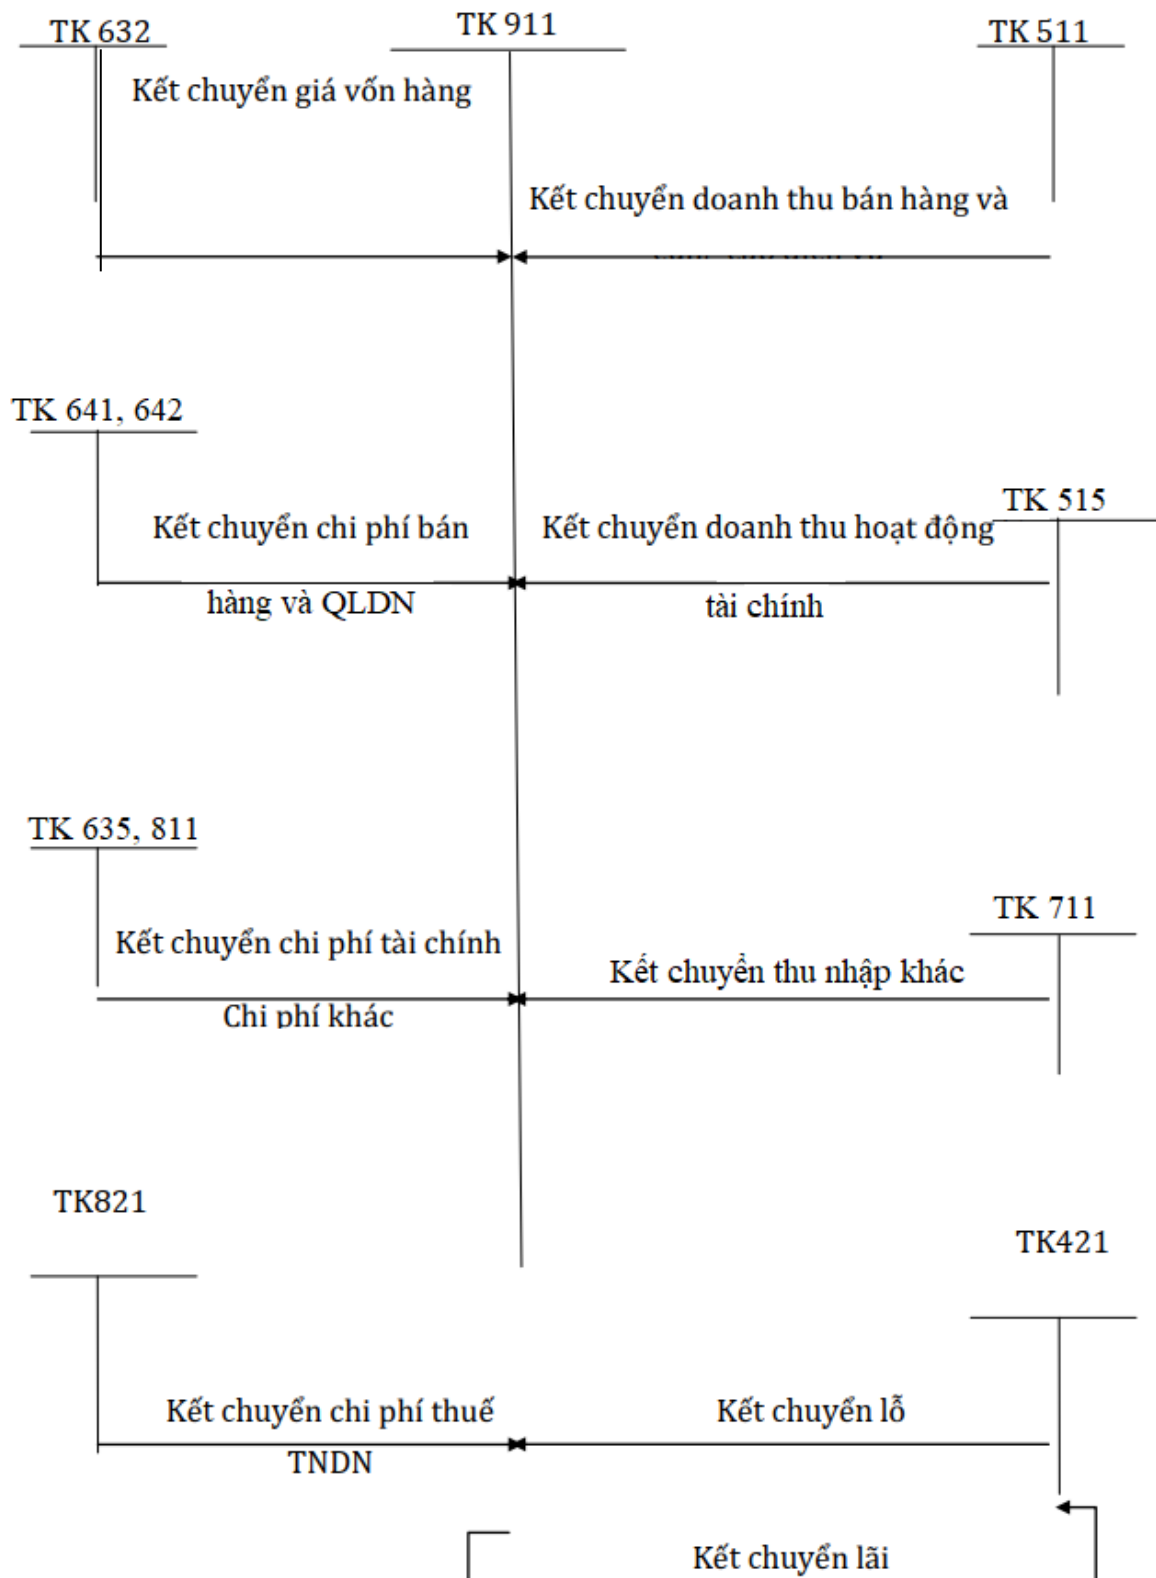 TK 632
TK 911
TK 511
Kết chuyển giá vốn hàng
Kết chuyển doanh thu bán hàng và
TK 641, 642
TK 515
Kết chuyển chi phí bán
hàng và QLDN
Kết chuyển doanh thu hoạt động
tài chính
TK 635, 811
TK 711
Kết chuyển chi phí tài chính
Chi phí khác
Kết chuyển thu nhập khác
TK821
TK421
Kết chuyển chi phí thuế
TNDN
Kết chuyển lỗ
Kết chuyển lãi